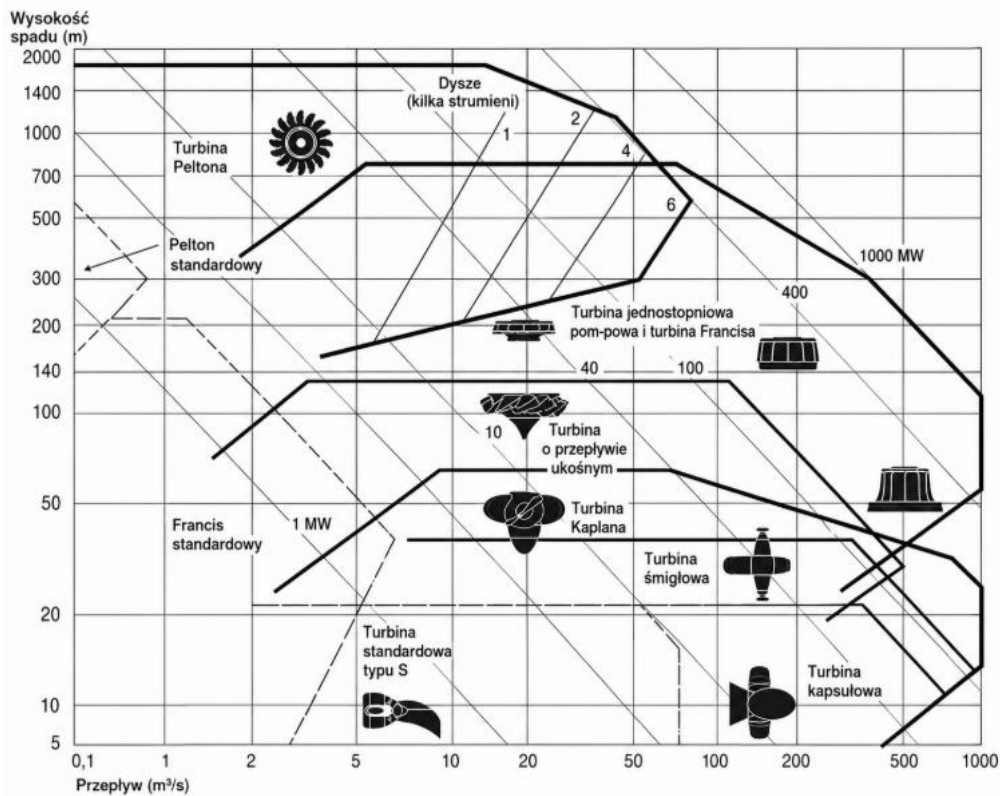 Wysokość
spadu (m)
2000
1400
1000
700
500
300
200
140
100
50
20
10
5
Dysze
(kilka strumieni)
1
2
4
6
Turbina
Peltona
Pelton
standardowy
1000 MW
400
Turbina jednostopniowa
pom-powa i turbina Francisa
40
100
10
Turbina
o przepływie
ukośnym
Francis
standardowy
1 MW
Turbina
Kaplana
Turbina
śmigłowa
Turbina
standardowa
typu S
Turbina
kapsułowa
0,1
1
2
5
10
20
50
100
200
500
1000
Przepływ (m³/s)